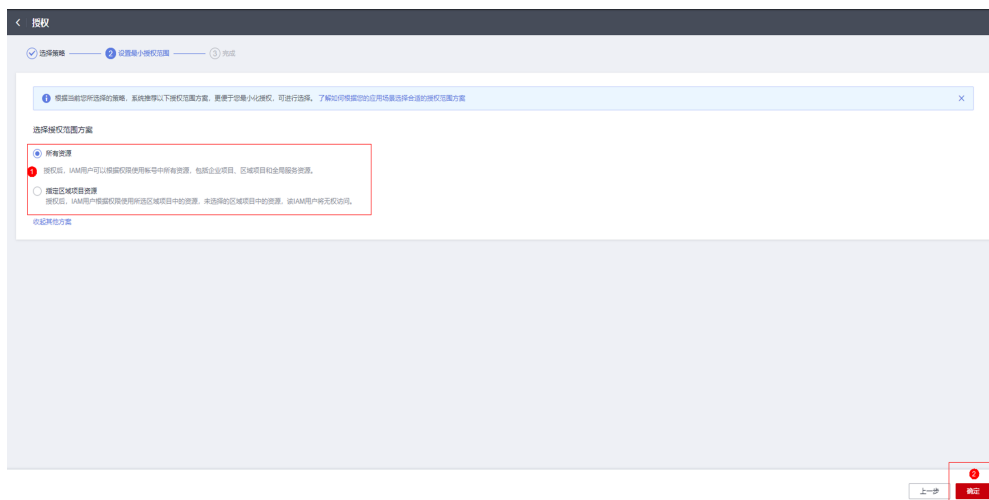 < 授权
选择策略 2 设置最小授权范围 3 完成
根据当前您所选择的策略，系统推荐以下授权范围方案，更便于您最小化授权，可进行选择。 了解如何根据您的应用场景选择合适的授权范围方案
选择授权范围方案
所有资源
1 授权后，IAM用户可以根据权限使用帐号中所有资源，包括企业项目、区域项目和全局服务资源。
指定区域项目资源
授权后，IAM用户根据权限使用所选区域项目中的资源，未选择的区域项目中的资源，该IAM用户将无权访问。
收起其他方案
2
上一步 确定